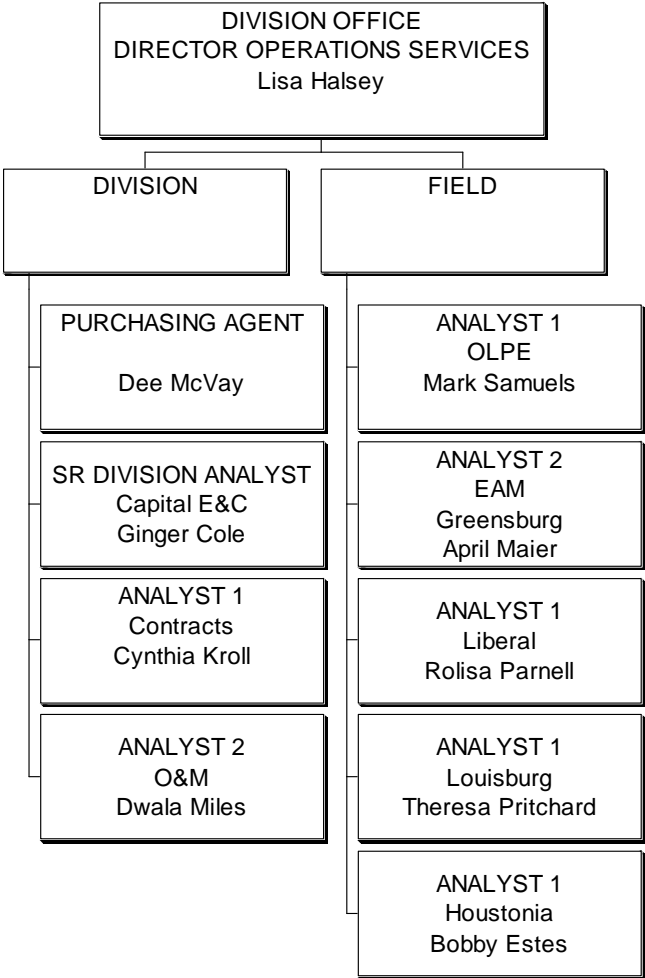 DIVISION OFFICE
DIRECTOR OPERATIONS SERVICES
Lisa Halsey
DIVISION
PURCHASING AGENT
Dee McVay
SR DIVISION ANALYST
Capital E&C
Ginger Cole
ANALYST 1
Contracts
Cynthia Kroll
ANALYST 2
O&M
Dwala Miles
FIELD
ANALYST 1
OLPE
Mark Samuels
ANALYST 2
EAM
Greensburg
April Maier
ANALYST 1
Liberal
Rolisa Parnell
ANALYST 1
Louisburg
Theresa Pritchard
ANALYST 1
Houstonia
Bobby Estes